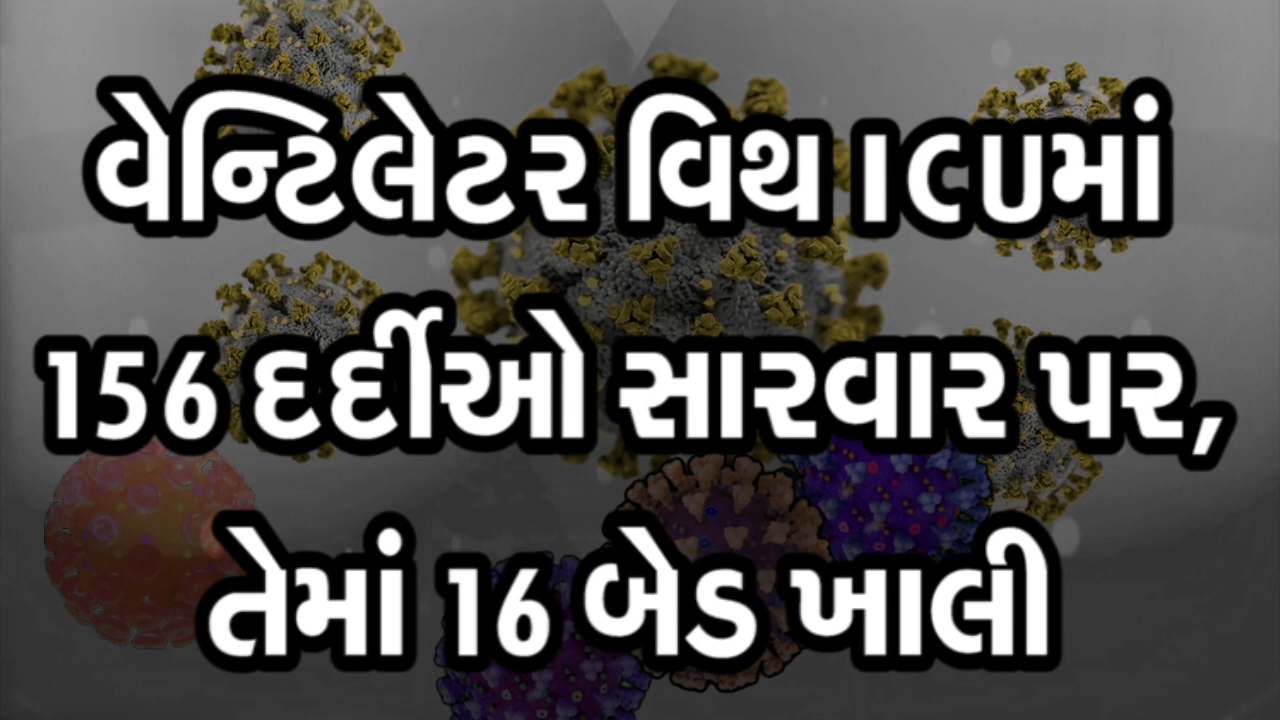 વેન્ટિલેટર વિથ ICUમાં
156 દર્દીઓ સારવાર પર,
તેમાં 16 બેડ ખાલી